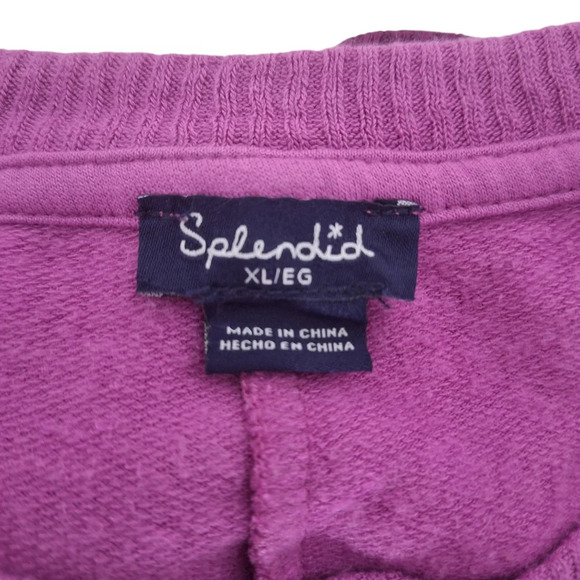 Splendid
XL/EG
MADE IN CHINA
HECHO EN CHINA